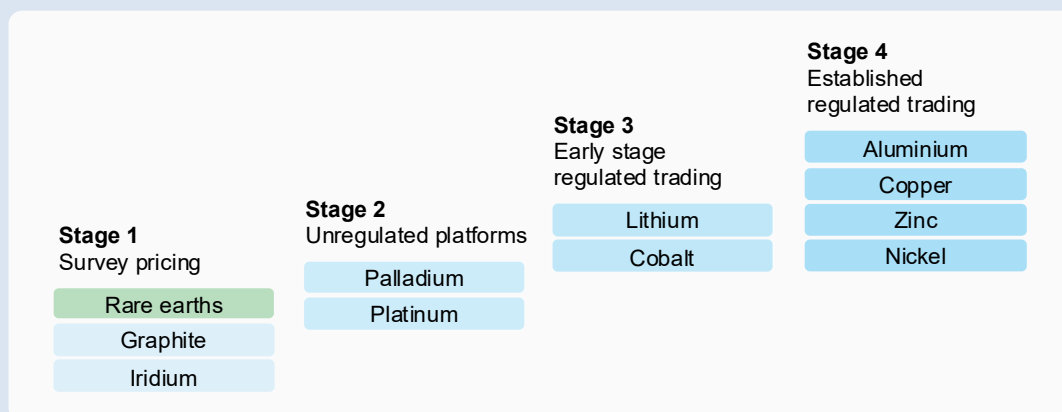 Stage 1
Survey pricing
Rare earths
Graphite
Iridium
Stage 2
Unregulated platforms
Palladium
Platinum
Stage 3
Early stage
regulated trading
Lithium
Cobalt
Stage 4
Established
regulated trading
Aluminium
Copper
Zinc
Nickel